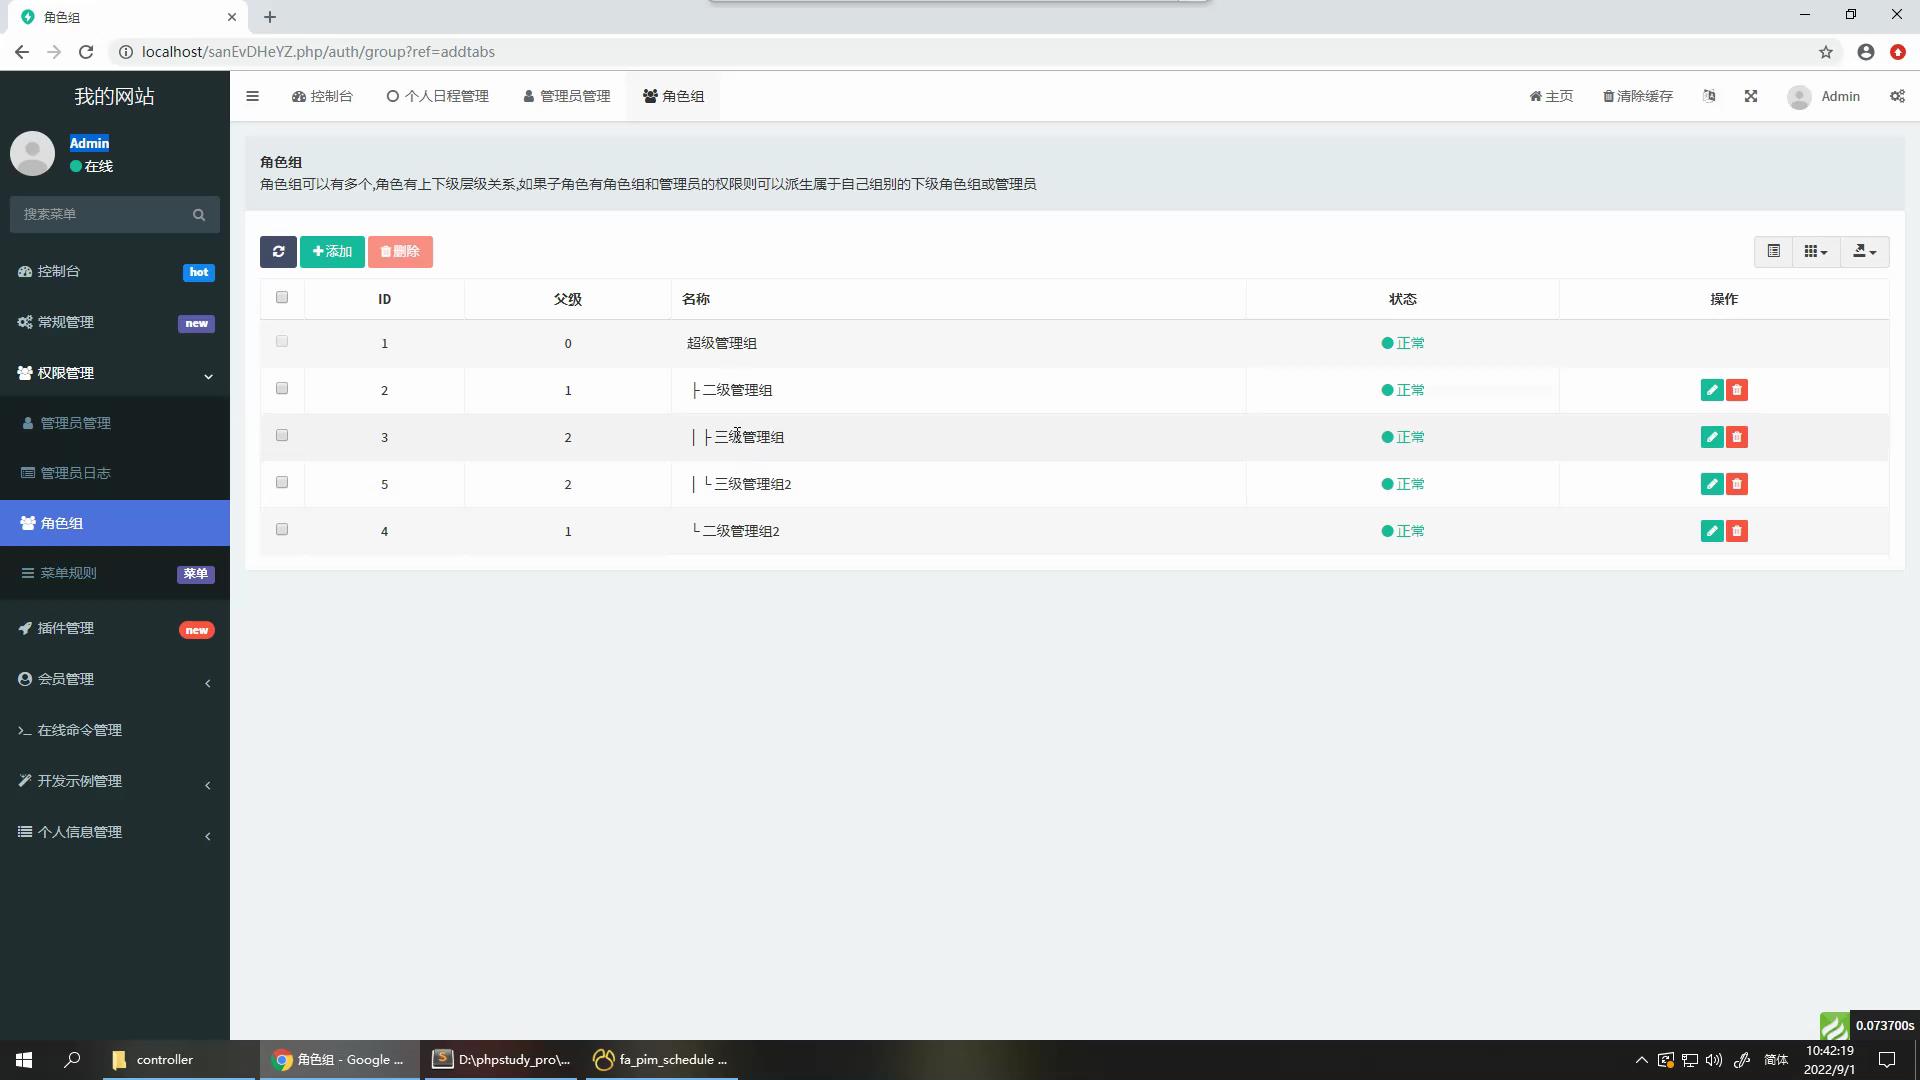 角色组
localhost/sanEvDHeYZ.php/auth/group?ref=addtabs
我的网站
控制台
个人日程管理
管理员管理
角色组
主页
清除缓存
Admin
Admin
在线
搜索菜单
控制台 hot
常规管理 new
权限管理
管理员管理
管理员日志
角色组
菜单规则 菜单
插件管理 new
会员管理
在线命令管理
开发示例管理
个人信息管理
角色组
角色组可以有多个,角色有上下级层级关系,如果子角色有角色组和管理员的权限则可以派生属于自己组别的下级角色组或管理员
添加
删除
ID 父级 名称 状态 操作
1 0 超级管理组 正常
2 1 ├ 二级管理组 正常
3 2 │ ├ 三级管理组 正常
5 2 │ └ 三级管理组2 正常
4 1 └ 二级管理组2 正常
0.073700s
controller
角色组 - Google ...
D:\phpstudy_pro\...
fa_pim_schedule ...
简体
10:42:19
2022/9/1